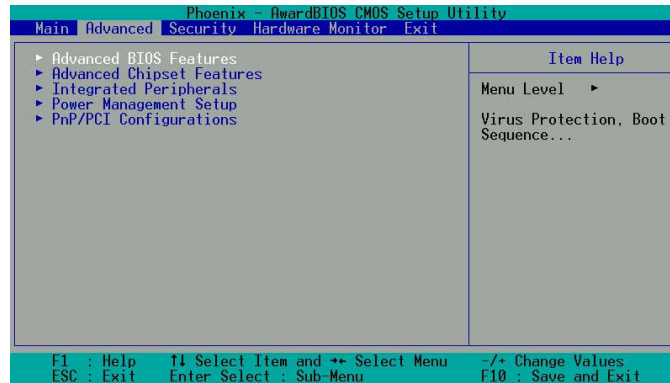 Phoenix - AwardBIOS CMOS Setup Utility
Main Advanced Security Hardware Monitor Exit
▶ Advanced BIOS Features
▶ Advanced Chipset Features
▶ Integrated Peripherals
▶ Power Management Setup
▶ PnP/PCI Configurations
Item Help
Menu Level ▶
Virus Protection, Boot
Sequence...
F1 : Help ↑↓ Select Item and →← Select Menu -/+ Change Values
ESC : Exit Enter Select : Sub-Menu F10 : Save and Exit